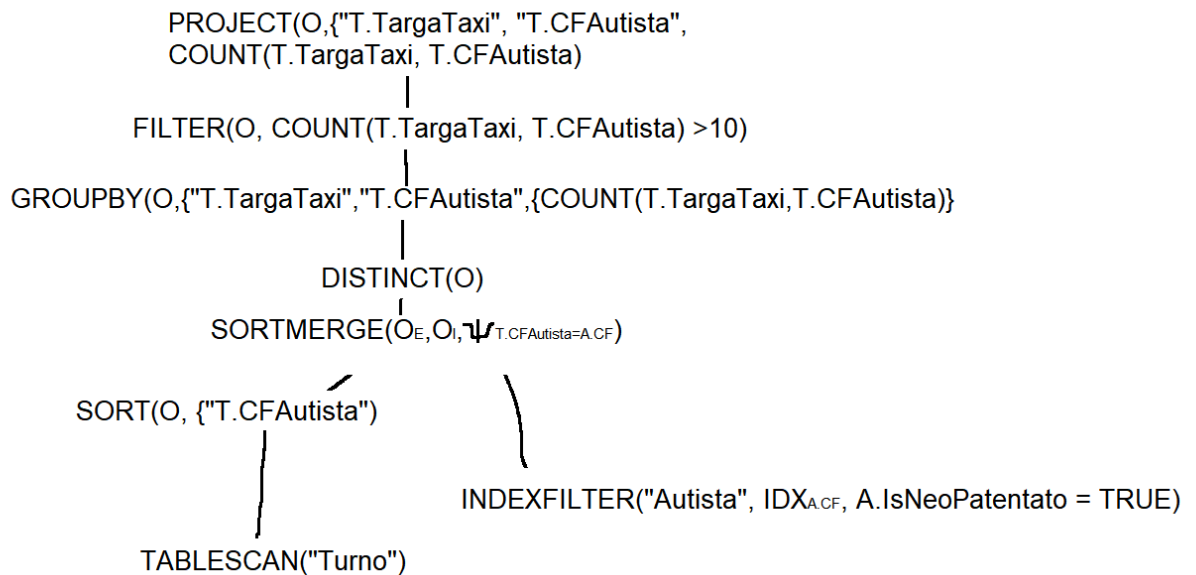 PROJECT(O,{"T.TargaTaxi", "T.CFAutista",
COUNT(T.TargaTaxi, T.CFAutista)
FILTER(O, COUNT(T.TargaTaxi, T.CFAutista) >10)
GROUPBY(O,{"T.TargaTaxi","T.CFAutista",{COUNT(T.TargaTaxi,T.CFAutista)}
DISTINCT(O)
SORTMERGE(OE,OI,ψT.CFAutista=A.CF)
SORT(O, {"T.CFAutista")
INDEXFILTER("Autista", IDXA.CF, A.IsNeoPatentato = TRUE)
TABLESCAN("Turno")